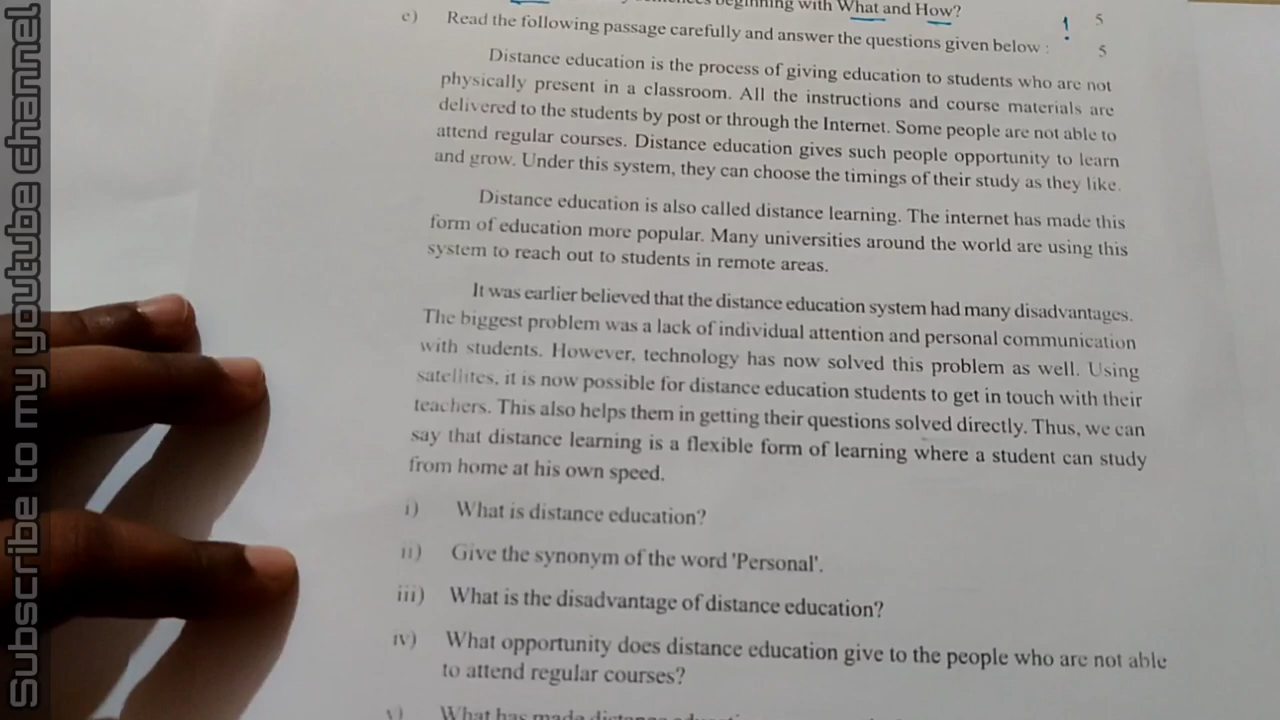 beginning with What and How?
5
e) Read the following passage carefully and answer the questions given below :
5
Distance education is the process of giving education to students who are not
physically present in a classroom. All the instructions and course materials are
delivered to the students by post or through the Internet. Some people are not able to
attend regular courses. Distance education gives such people opportunity to learn
and grow. Under this system, they can choose the timings of their study as they like.
Distance education is also called distance learning. The internet has made this
form of education more popular. Many universities around the world are using this
system to reach out to students in remote areas.
It was earlier believed that the distance education system had many disadvantages.
The biggest problem was a lack of individual attention and personal communication
with students. However, technology has now solved this problem as well. Using
satellites, it is now possible for distance education students to get in touch with their
teachers. This also helps them in getting their questions solved directly. Thus, we can
say that distance learning is a flexible form of learning where a student can study
from home at his own speed.
i) What is distance education?
ii) Give the synonym of the word 'Personal'.
iii) What is the disadvantage of distance education?
iv) What opportunity does distance education give to the people who are not able
to attend regular courses?
v) What has made
Subscribe to my youtube channel